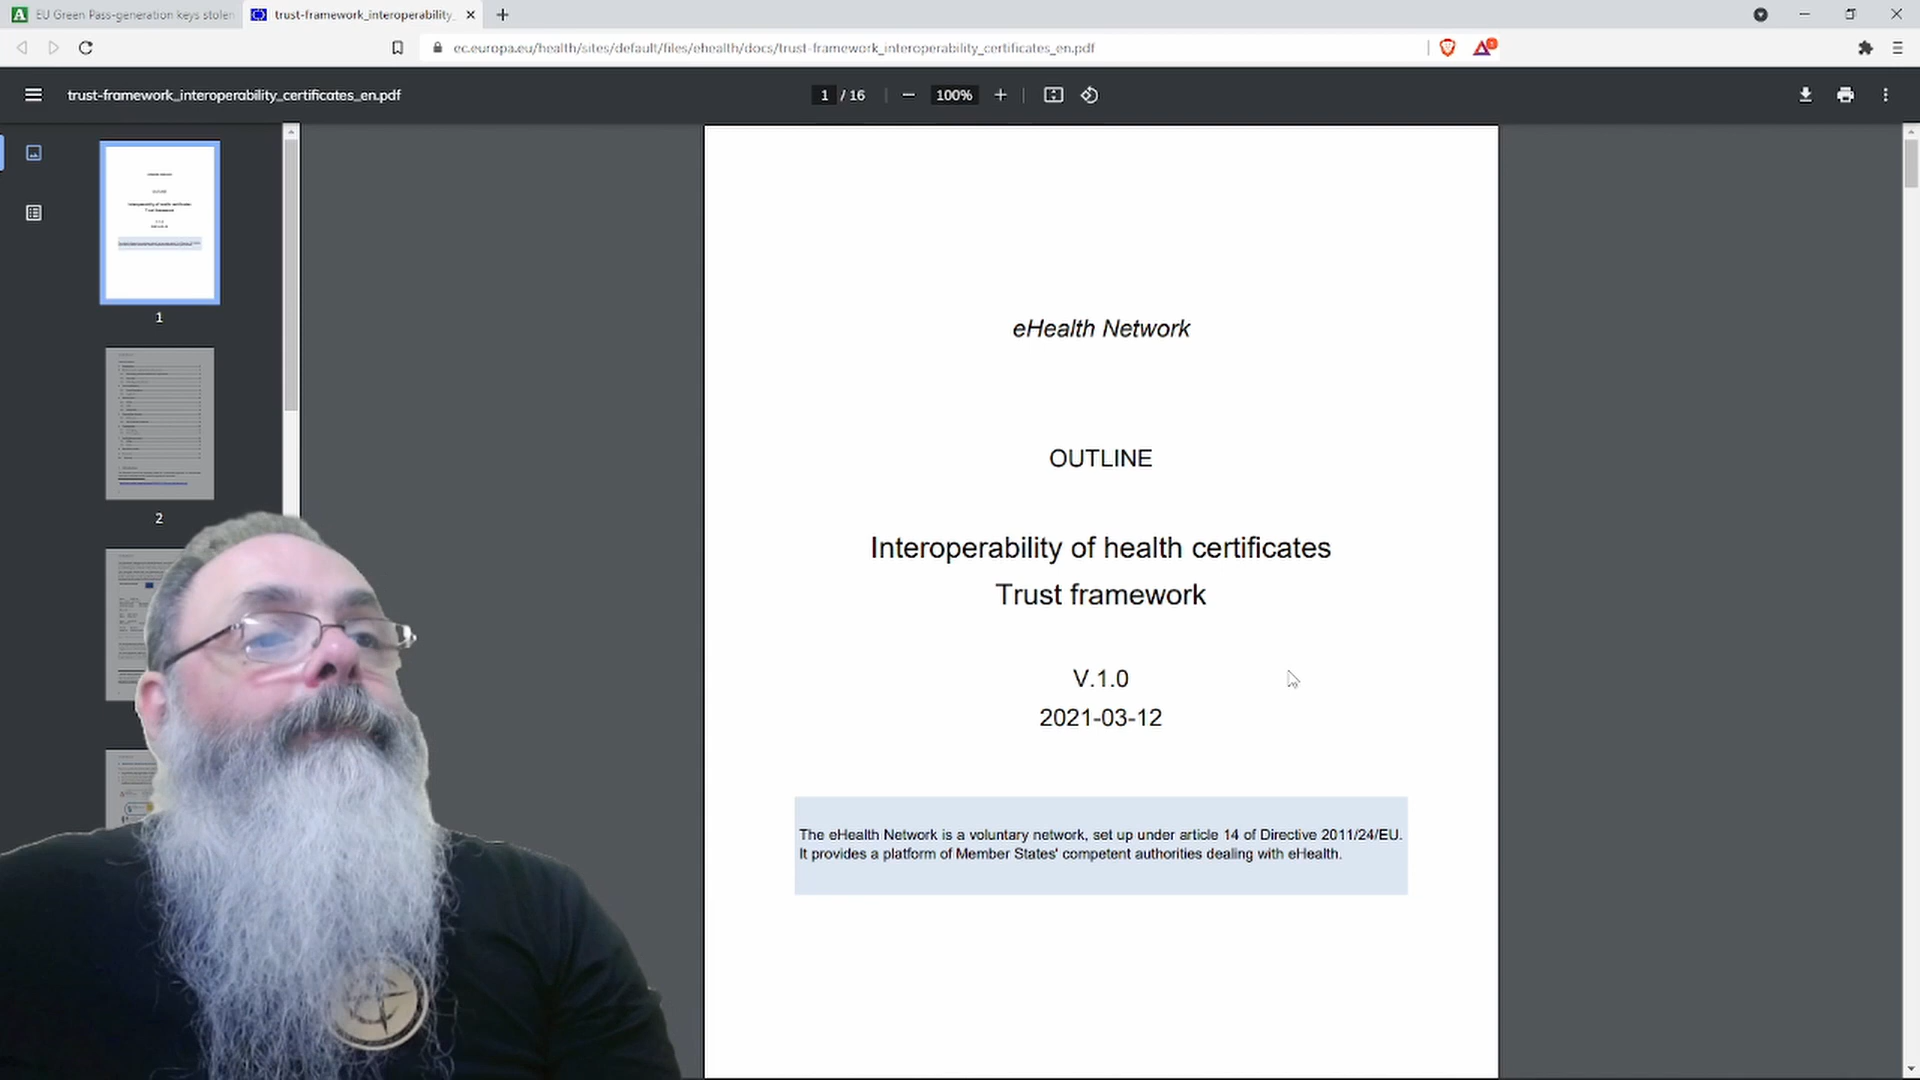 EU Green Pass-generation keys stolen
trust-framework_interoperability_
ec.europa.eu/health/sites/default/files/ehealth/docs/trust-framework_interoperability_certificates_en.pdf
trust-framework_interoperability_certificates_en.pdf
1 / 16
100%
1
2
eHealth Network
OUTLINE
Interoperability of health certificates
Trust framework
V.1.0
2021-03-12
The eHealth Network is a voluntary network, set up under article 14 of Directive 2011/24/EU.
It provides a platform of Member States' competent authorities dealing with eHealth.